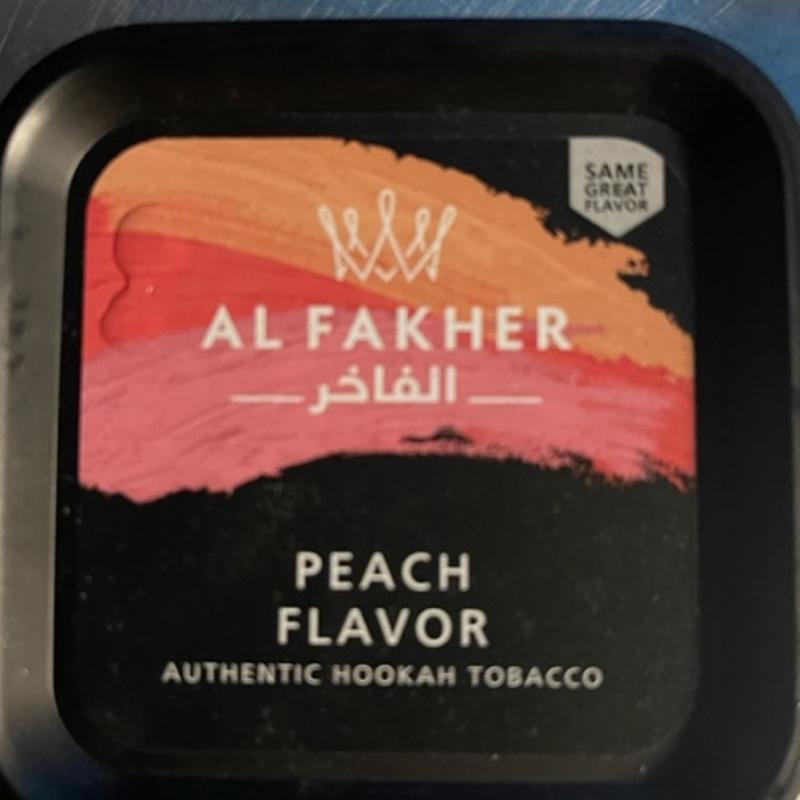 SAME
GREAT
FLAVOR
AL FAKHER
الفاخر
PEACH
FLAVOR
AUTHENTIC HOOKAH TOBACCO